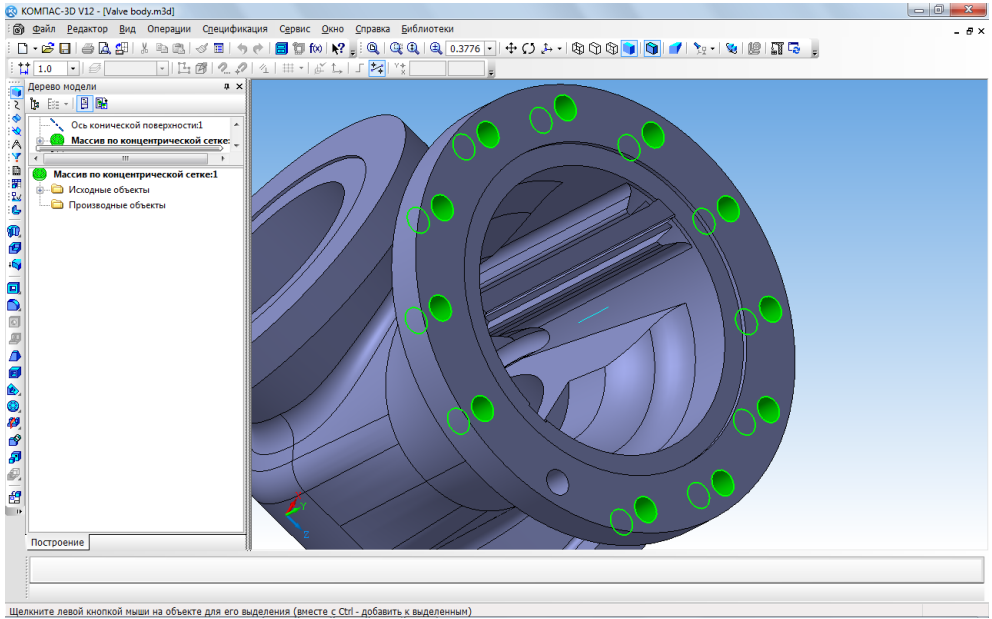 КОМПАС-3D V12 - [Valve body.m3d]
Файл Редактор Вид Операции Спецификация Сервис Окно Справка Библиотеки
0.3776
1.0
Дерево модели
Ось конической поверхности:1
Массив по концентрической сетке:
Массив по концентрической сетке:1
Исходные объекты
Производные объекты
Y
Z
Построение
Щелкните левой кнопкой мыши на объекте для его выделения (вместе с Ctrl - добавить к выделенным)